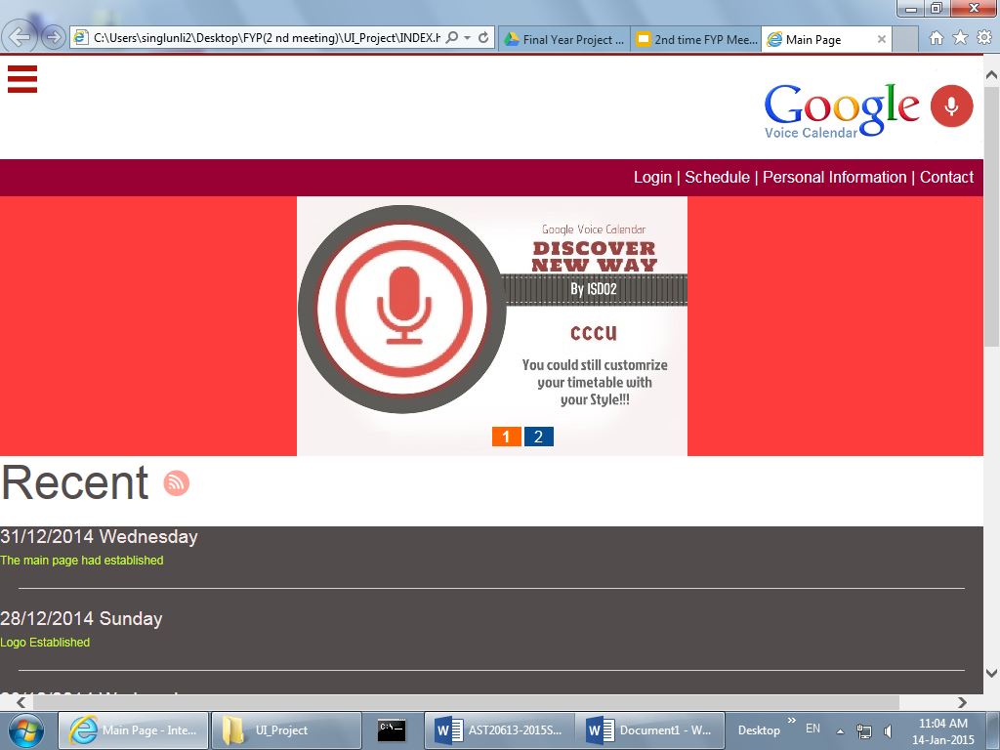 C:\Users\singlunli2\Desktop\FYP(2 nd meeting)\UI_Project\INDEX.h
Final Year Project ...
2nd time FYP Mee...
Main Page
Google
Voice Calendar
Login | Schedule | Personal Information | Contact
Google Voice Calendar
DISCOVER
NEW WAY
By ISD02
cccu
You could still customrize
your timetable with
your Style!!!
1 2
Recent
31/12/2014 Wednesday
The main page had established
28/12/2014 Sunday
Logo Established
Main Page - Inte...
UI_Project
C:\_
AST20613-2015S...
Document1 - W...
Desktop
EN
11:04 AM
14-Jan-2015